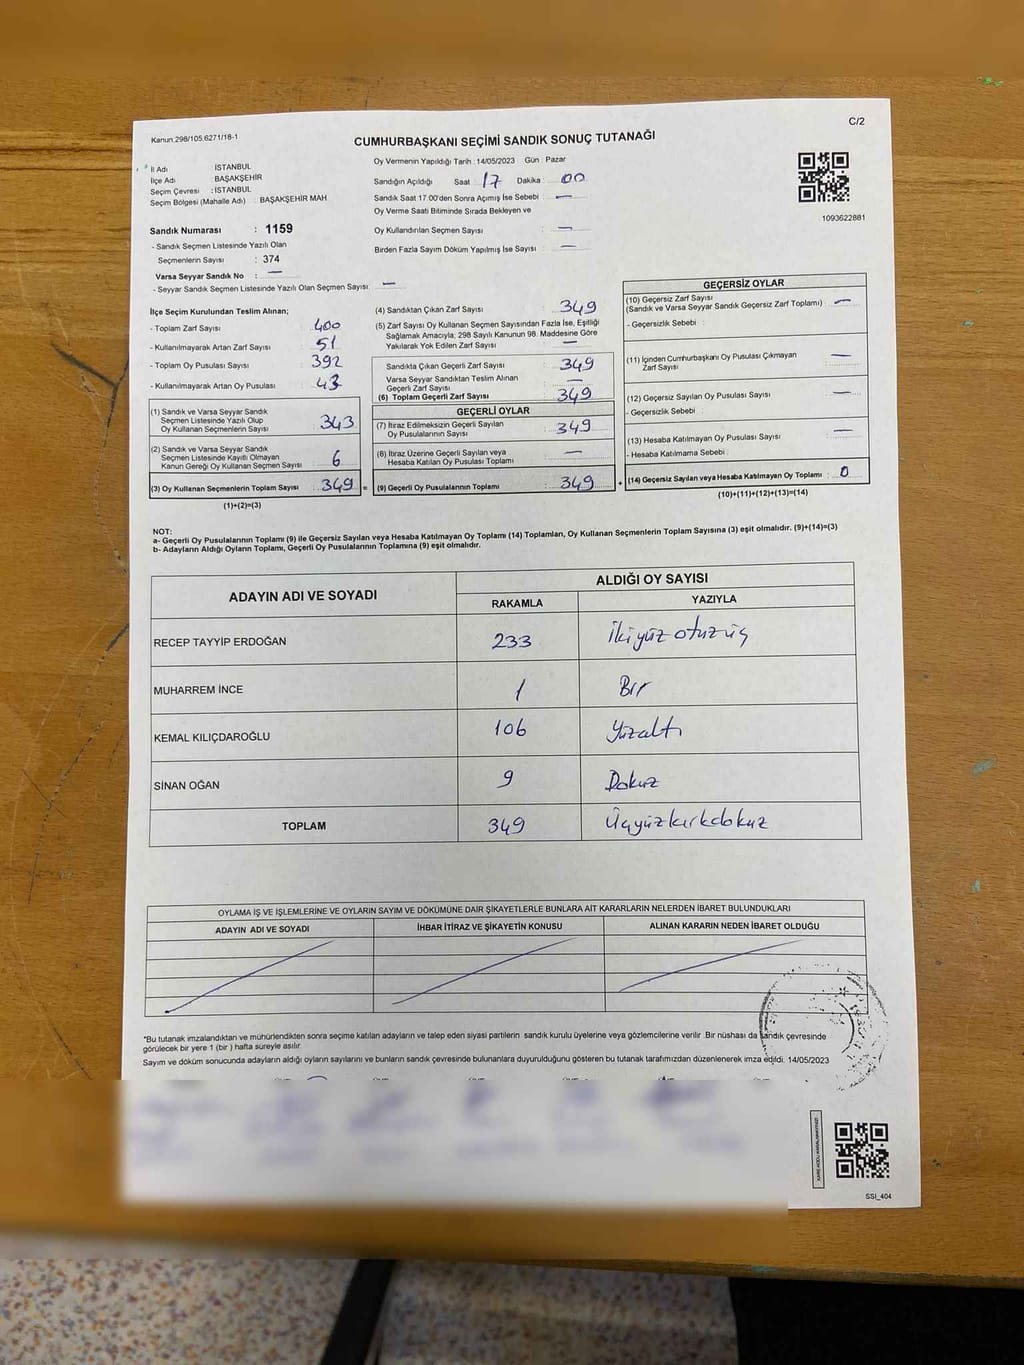 C/2
Kanun 298/105.6271/18-1
CUMHURBAŞKANI SEÇİMİ SANDIK SONUÇ TUTANAĞI
İl Adı İSTANBUL
İlçe Adı BAŞAKŞEHİR
Seçim Çevresi : İSTANBUL
Seçim Bölgesi (Mahalle Adı) : BAŞAKŞEHİR MAH
Oy Vermenin Yapıldığı Tarih : 14/05/2023 Gün : Pazar
Sandığın Açıldığı Saat : 17 Dakika : 00
Sandık Saat 17.00'den Sonra Açımış İse Sebebi : —
Oy Verme Saati Bitiminde Sırada Bekleyen ve
Oy Kullandırılan Seçmen Sayısı : —
Birden Fazla Sayım Döküm Yapılmış İse Sayısı : —
1093622881
Sandık Numarası : 1159
- Sandık Seçmen Listesinde Yazılı Olan
Seçmenlerin Sayısı : 374
Varsa Seyyar Sandık No : —
- Seyyar Sandık Seçmen Listesinde Yazılı Olan Seçmen Sayısı: —
İlçe Seçim Kurulundan Teslim Alınan;
- Toplam Zarf Sayısı : 400
- Kullanılmayarak Artan Zarf Sayısı : 51
- Toplam Oy Pusulası Sayısı : 392
- Kullanılmayarak Artan Oy Pusulası : 43
(1) Sandık ve Varsa Seyyar Sandık
Seçmen Listesinde Yazılı Olup
Oy Kullanan Seçmenlerin Sayısı : 343
(2) Sandık ve Varsa Seyyar Sandık
Seçmen Listesinde Kayıtlı Olmayan
Kanun Gereği Oy Kullanan Seçmen Sayısı : 6
(3) Oy Kullanan Seçmenlerin Toplam Sayısı : 349 =
(1)+(2)=(3)
(4) Sandıktan Çıkan Zarf Sayısı : 349
(5) Zarf Sayısı Oy Kullanan Seçmen Sayısından Fazla İse, Eşitliği
Sağlamak Amacıyla; 298 Sayılı Kanunun 98. Maddesine Göre
Yakılarak Yok Edilen Zarf Sayısı : —
Sandıkta Çıkan Geçerli Zarf Sayısı : 349
Varsa Seyyar Sandıktan Teslim Alınan
Geçerli Zarf Sayısı : —
(6) Toplam Geçerli Zarf Sayısı : 349
GEÇERLİ OYLAR
(7) İtiraz Edilmeksizin Geçerli Sayılan
Oy Pusulalarının Sayısı : 349
(8) İtiraz Üzerine Geçerli Sayılan veya
Hesaba Katılan Oy Pusulası Toplamı : —
(9) Geçerli Oy Pusulalarının Toplamı : 349 +
GEÇERSİZ OYLAR
(10) Geçersiz Zarf Sayısı
(Sandık ve Varsa Seyyar Sandık Geçersiz Zarf Toplamı) : —
- Geçersizlik Sebebi :
(11) İçinden Cumhurbaşkanı Oy Pusulası Çıkmayan
Zarf Sayısı : —
(12) Geçersiz Sayılan Oy Pusulası Sayısı : —
- Geçersizlik Sebebi :
(13) Hesaba Katılmayan Oy Pusulası Sayısı : —
- Hesaba Katılmama Sebebi :
(14) Geçersiz Sayılan veya Hesaba Katılmayan Oy Toplamı : 0
(10)+(11)+(12)+(13)=(14)
NOT:
a- Geçerli Oy Pusulalarının Toplamı (9) ile Geçersiz Sayılan veya Hesaba Katılmayan Oy Toplamı (14) Toplamları, Oy Kullanan Seçmenlerin Toplam Sayısına (3) eşit olmalıdır. (9)+(14)=(3)
b- Adayların Aldığı Oyların Toplamı, Geçerli Oy Pusulalarının Toplamına (9) eşit olmalıdır.
ADAYIN ADI VE SOYADI ALDIĞI OY SAYISI
RAKAMLA YAZIYLA
RECEP TAYYİP ERDOĞAN 233 İkiyüz otuz üç
MUHARREM İNCE 1 Bir
KEMAL KILIÇDAROĞLU 106 Yüzaltı
SİNAN OĞAN 9 Dokuz
TOPLAM 349 Üçyüzkırkdokuz
OYLAMA İŞ VE İŞLEMLERİNE VE OYLARIN SAYIM VE DÖKÜMÜNE DAİR ŞİKAYETLERLE BUNLARA AİT KARARLARIN NELERDEN İBARET BULUNDUKLARI
ADAYIN ADI VE SOYADI İHBAR İTİRAZ VE ŞİKAYETİN KONUSU ALINAN KARARIN NEDEN İBARET OLDUĞU
"Bu tutanak imzalandıktan ve mühürlendikten sonra seçime katılan adayların ve talep eden siyasi partilerin sandık kurulu üyelerine veya gözlemcilerine verilir Bir nüshası da sandık çevresinde
görülecek bir yere 1 (bir ) hafta süreyle asılır.
Sayım ve döküm sonucunda adayların aldığı oyların sayılarını ve bunların sandık çevresinde bulunanlara duyurulduğunu gösteren bu tutanak tarafımızdan düzenlenerek imza edildi. 14/05/2023
SSI_404